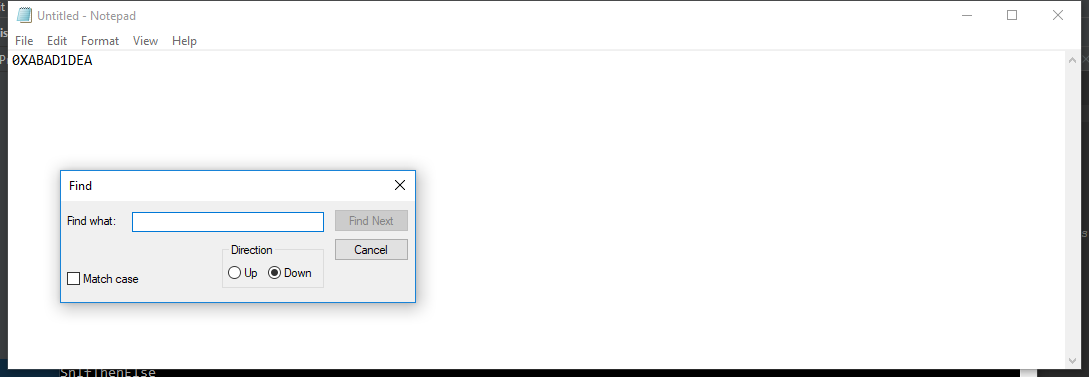 Untitled - Notepad
File Edit Format View Help
0XABAD1DEA
Find
Find what: Find Next
Cancel
Direction
Up Down
Match case
ShIfThenElse